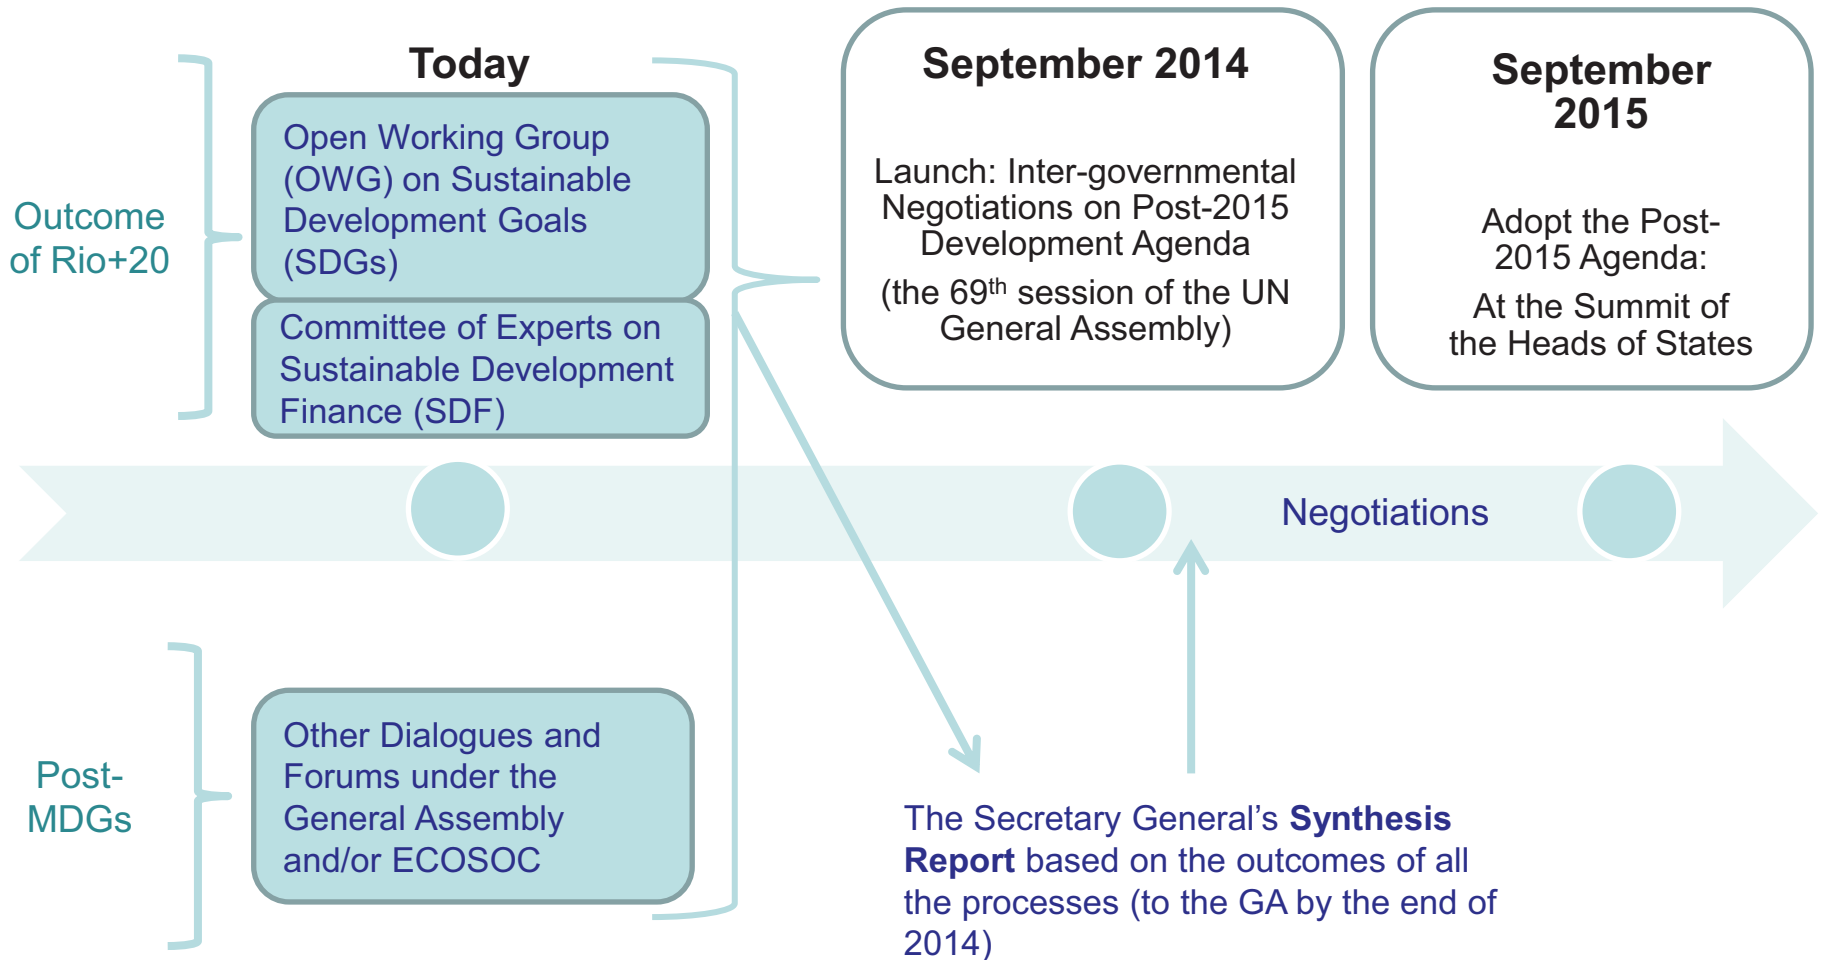 Outcome
of Rio+20
Today
Open Working Group
(OWG) on Sustainable
Development Goals
(SDGs)
Committee of Experts on
Sustainable Development
Finance (SDF)
September 2014
Launch: Inter-governmental
Negotiations on Post-2015
Development Agenda
(the 69th session of the UN
General Assembly)
September
2015
Adopt the Post-
2015 Agenda:
At the Summit of
the Heads of States
Negotiations
Post-
MDGs
Other Dialogues and
Forums under the
General Assembly
and/or ECOSOC
The Secretary General’s Synthesis
Report based on the outcomes of all
the processes (to the GA by the end of
2014)